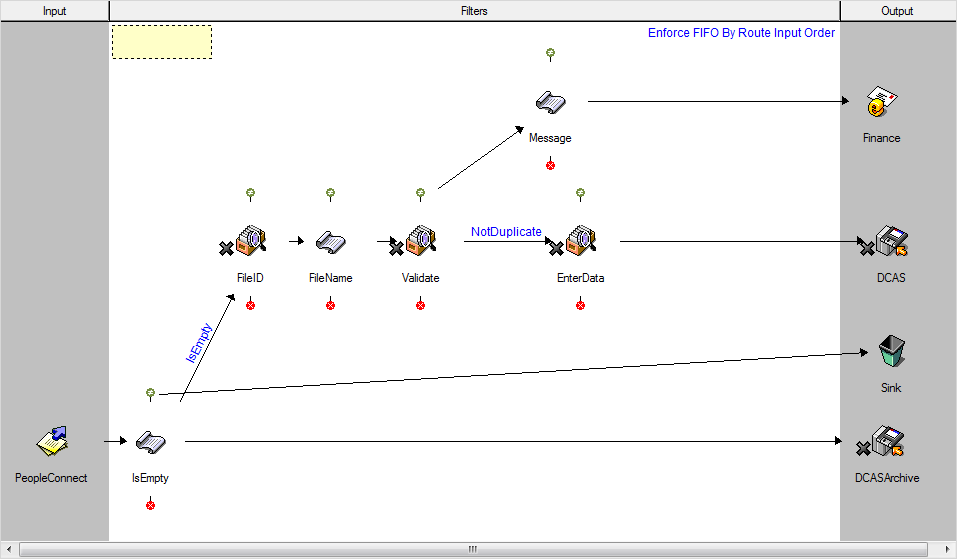 Input
Filters
Output
Enforce FIFO By Route Input Order
Message
Finance
NotDuplicate
FileID
FileName
Validate
EnterData
DCAS
IsEmpty
Sink
PeopleConnect
IsEmpty
DCASArchive